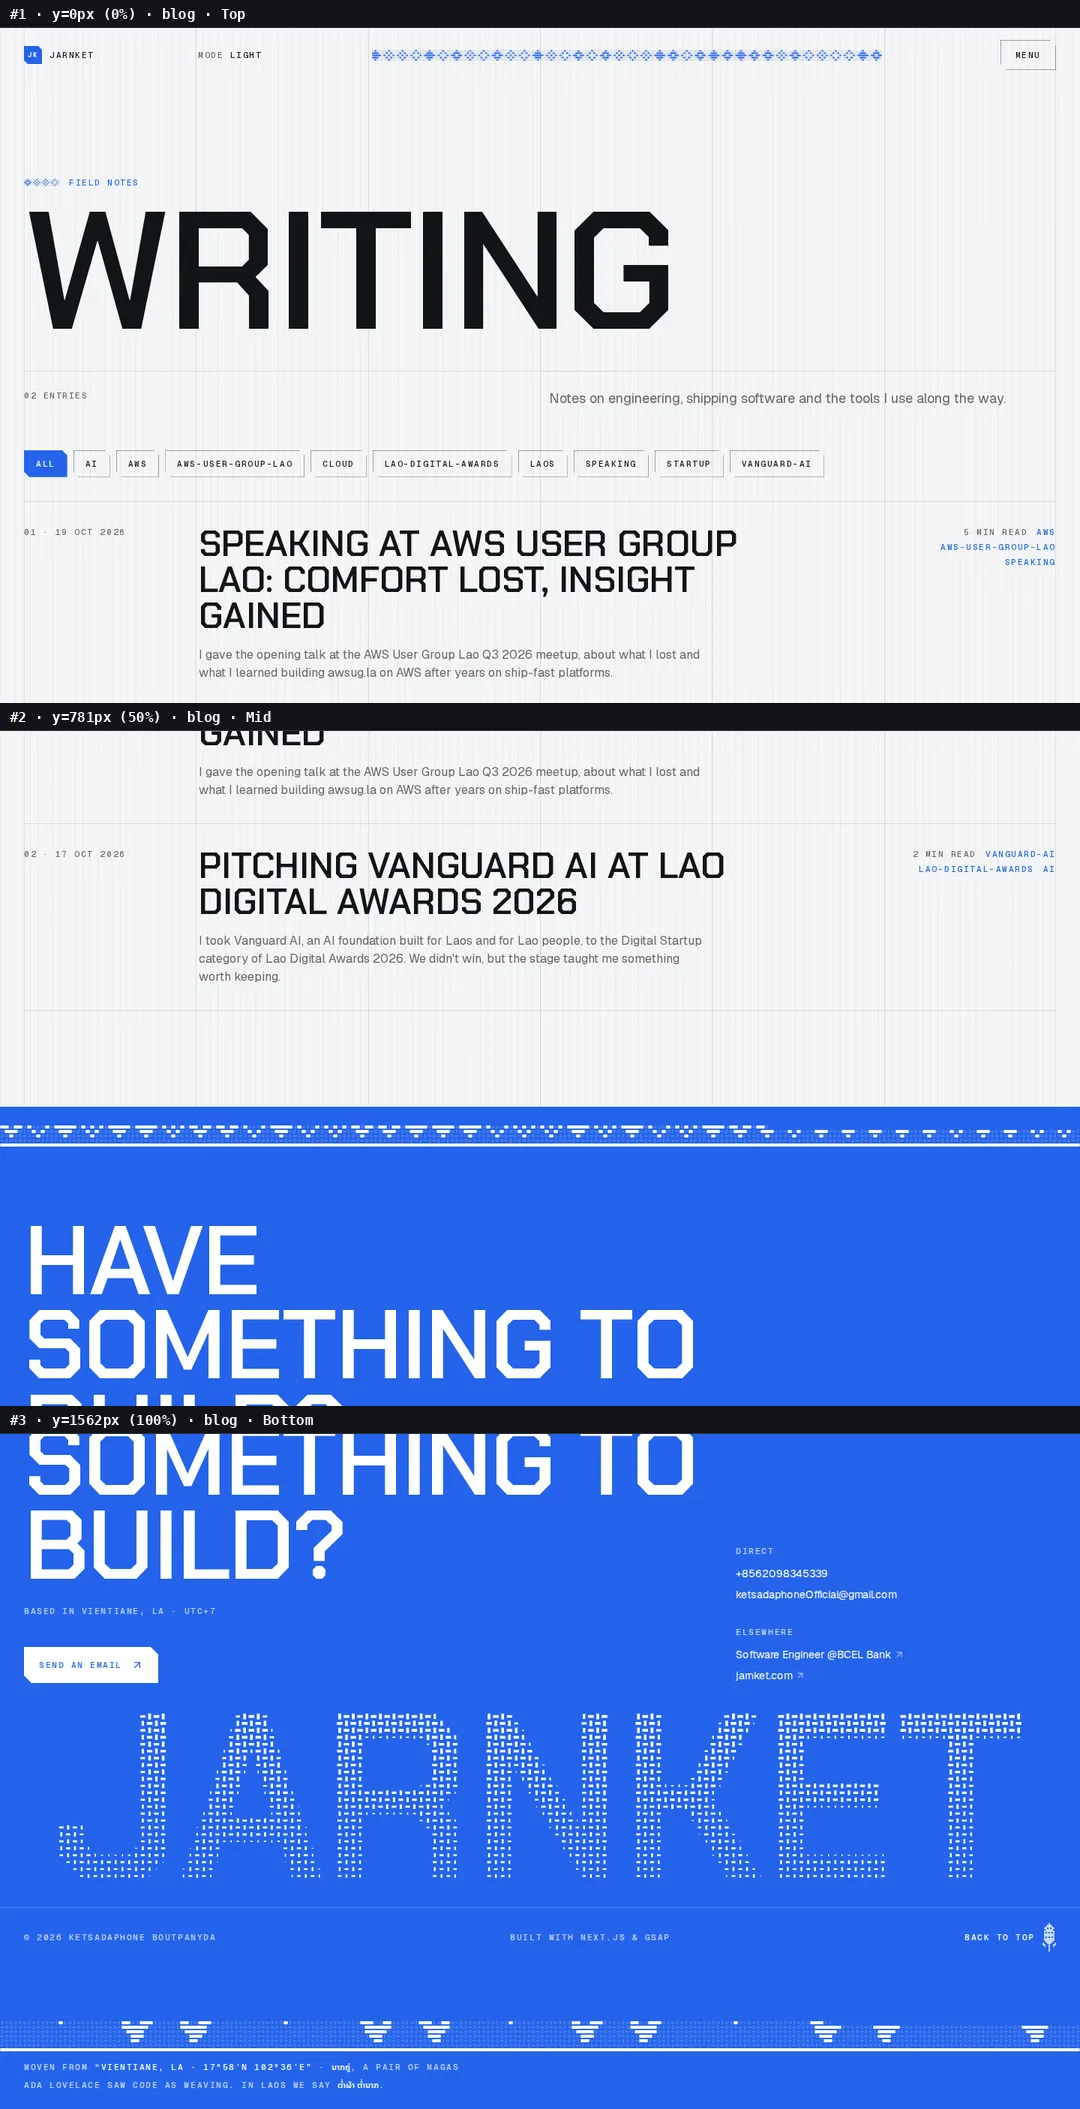 #1 · y=0px (0%) · blog · Top
JK JARNKET
MODE LIGHT
MENU
FIELD NOTES
WRITING
02 ENTRIES
Notes on engineering, shipping software and the tools I use along the way.
ALL AI AWS AWS-USER-GROUP-LAO CLOUD LAO-DIGITAL-AWARDS LAOS SPEAKING STARTUP VANGUARD-AI
01 · 19 OCT 2026
SPEAKING AT AWS USER GROUP
LAO: COMFORT LOST, INSIGHT
GAINED
I gave the opening talk at the AWS User Group Lao Q3 2026 meetup, about what I lost and
what I learned building awsug.la on AWS after years on ship-fast platforms.
5 MIN READ AWS
AWS-USER-GROUP-LAO
SPEAKING
#2 · y=781px (50%) · blog · Mid
GAINED
I gave the opening talk at the AWS User Group Lao Q3 2026 meetup, about what I lost and
what I learned building awsug.la on AWS after years on ship-fast platforms.
02 · 17 OCT 2026
PITCHING VANGUARD AI AT LAO
DIGITAL AWARDS 2026
I took Vanguard AI, an AI foundation built for Laos and for Lao people, to the Digital Startup
category of Lao Digital Awards 2026. We didn't win, but the stage taught me something
worth keeping.
2 MIN READ VANGUARD-AI
LAO-DIGITAL-AWARDS AI
HAVE
SOMETHING TO
BUILD?
#3 · y=1562px (100%) · blog · Bottom
SOMETHING TO
BUILD?
BASED IN VIENTIANE, LA · UTC+7
SEND AN EMAIL
DIRECT
+8562098345339
ketsadaphoneOfficial@gmail.com
ELSEWHERE
Software Engineer @BCEL Bank
jarnket.com
JARNKET
© 2026 KETSADAPHONE BOUTPANYDA
BUILT WITH NEXT.JS & GSAP
BACK TO TOP
WOVEN FROM "VIENTIANE, LA · 17°58'N 102°36'E" · ນາກຄູ່, A PAIR OF NAGAS
ADA LOVELACE SAW CODE AS WEAVING. IN LAOS WE SAY ຕ່ຳຜ້າ ຕ່ຳນາກ.